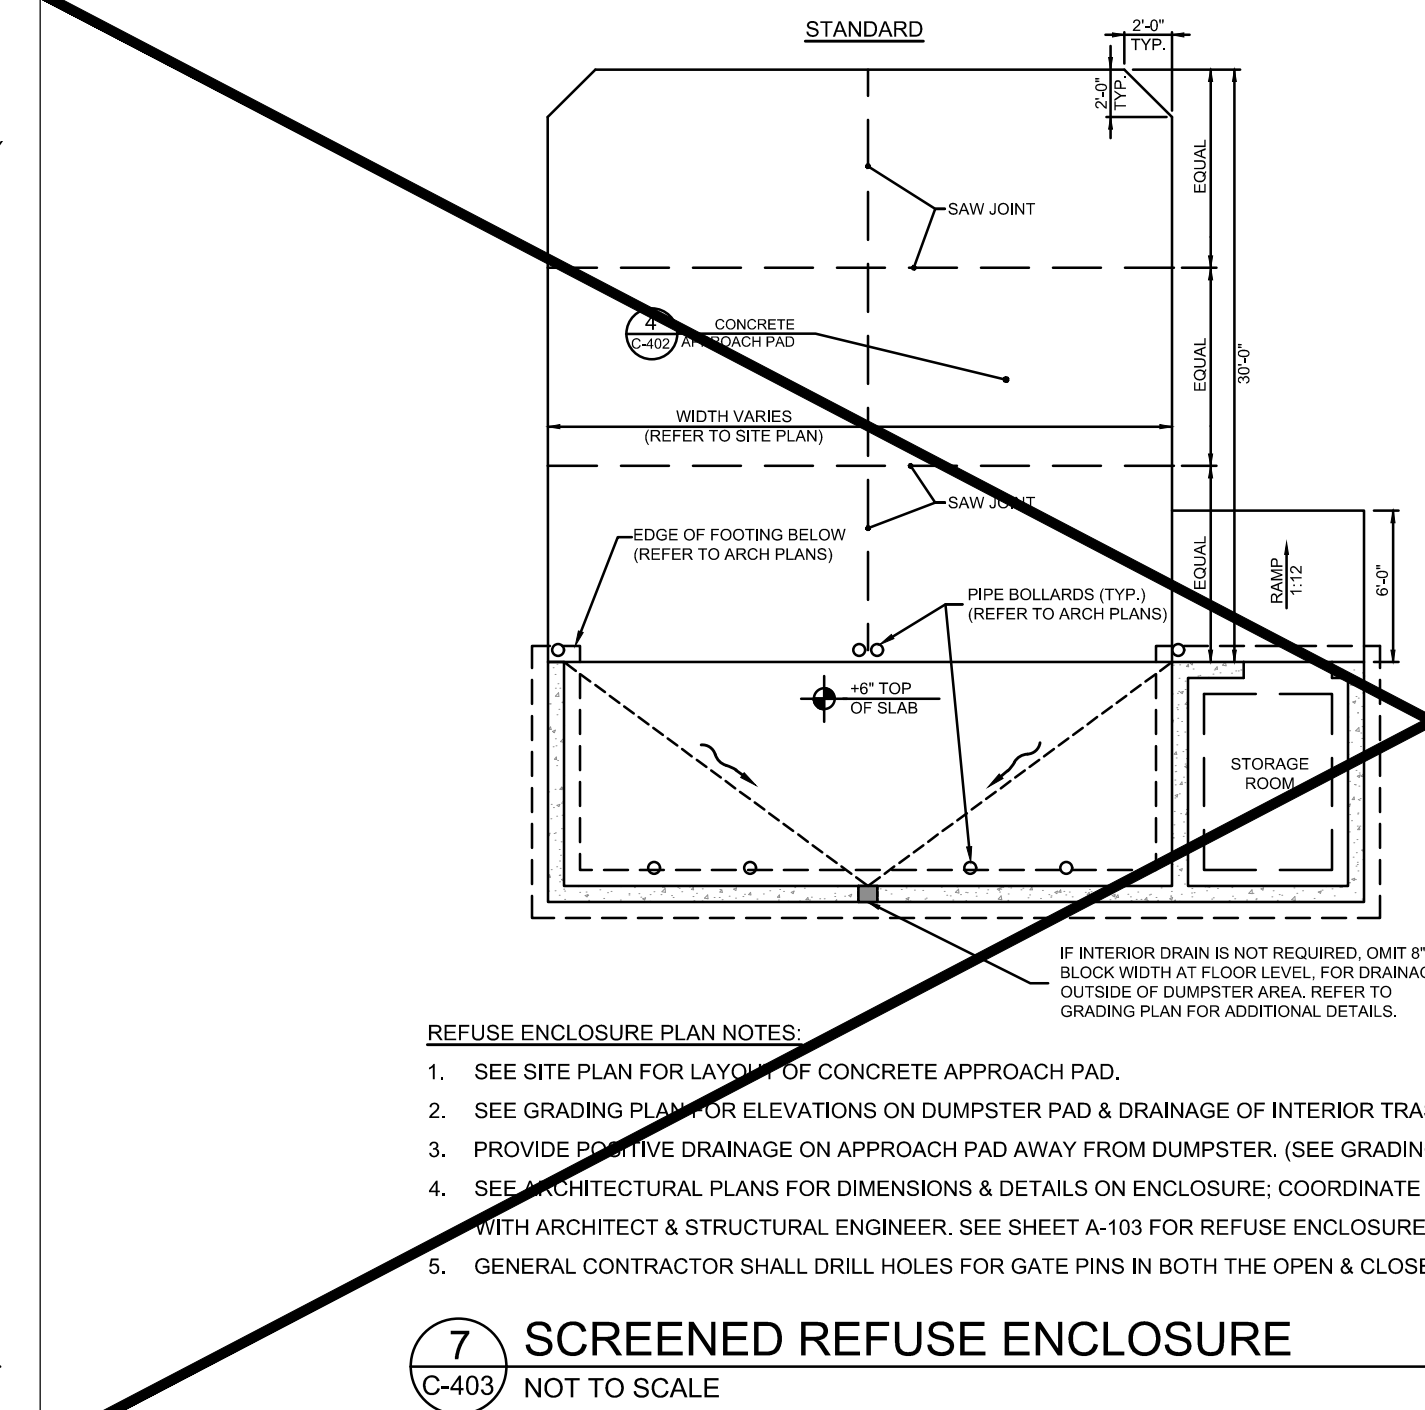 STANDARD
2'-0"
TYP.
2'-0"
TYP.
EQUAL
SAW JOINT
4
C-402
CONCRETE
APPROACH PAD
EQUAL
30'-0"
WIDTH VARIES
(REFER TO SITE PLAN)
SAW JOINT
EDGE OF FOOTING BELOW
(REFER TO ARCH PLANS)
EQUAL
RAMP
1:12
6'-0"
PIPE BOLLARDS (TYP.)
(REFER TO ARCH PLANS)
+6" TOP
OF SLAB
STORAGE
ROOM
IF INTERIOR DRAIN IS NOT REQUIRED, OMIT 8"
BLOCK WIDTH AT FLOOR LEVEL, FOR
OUTSIDE OF DUMPSTER AREA. REFER TO
GRADING PLAN FOR ADDITIONAL DETAILS.
REFUSE ENCLOSURE PLAN NOTES:
1. SEE SITE PLAN FOR LAYOUT OF CONCRETE APPROACH PAD.
2. SEE GRADING PLAN FOR ELEVATIONS ON DUMPSTER PAD & DRAINAGE OF INTERIOR
3. PROVIDE POSITIVE DRAINAGE ON APPROACH PAD AWAY FROM DUMPSTER. (SEE
4. SEE ARCHITECTURAL PLANS FOR DIMENSIONS & DETAILS ON ENCLOSURE; COORDINATE
WITH ARCHITECT & STRUCTURAL ENGINEER. SEE SHEET A-103 FOR REFUSE ENCLOSURE
5. GENERAL CONTRACTOR SHALL DRILL HOLES FOR GATE PINS IN BOTH THE OPEN &
7
C-403
SCREENED REFUSE ENCLOSURE
NOT TO SCALE